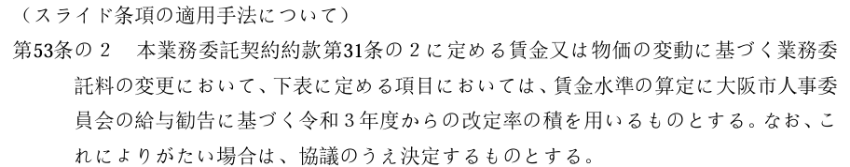 （スライド条項の適用手法について）
第53条の２　本業務委託契約約款第31条の２に定める賃金又は物価の変動に基づく業務委
託料の変更において、下表に定める項目においては、賃金水準の算定に大阪市人事委
員会の給与勧告に基づく令和３年度からの改定率の積を用いるものとする。なお、こ
れによりがたい場合は、協議のうえ決定するものとする。